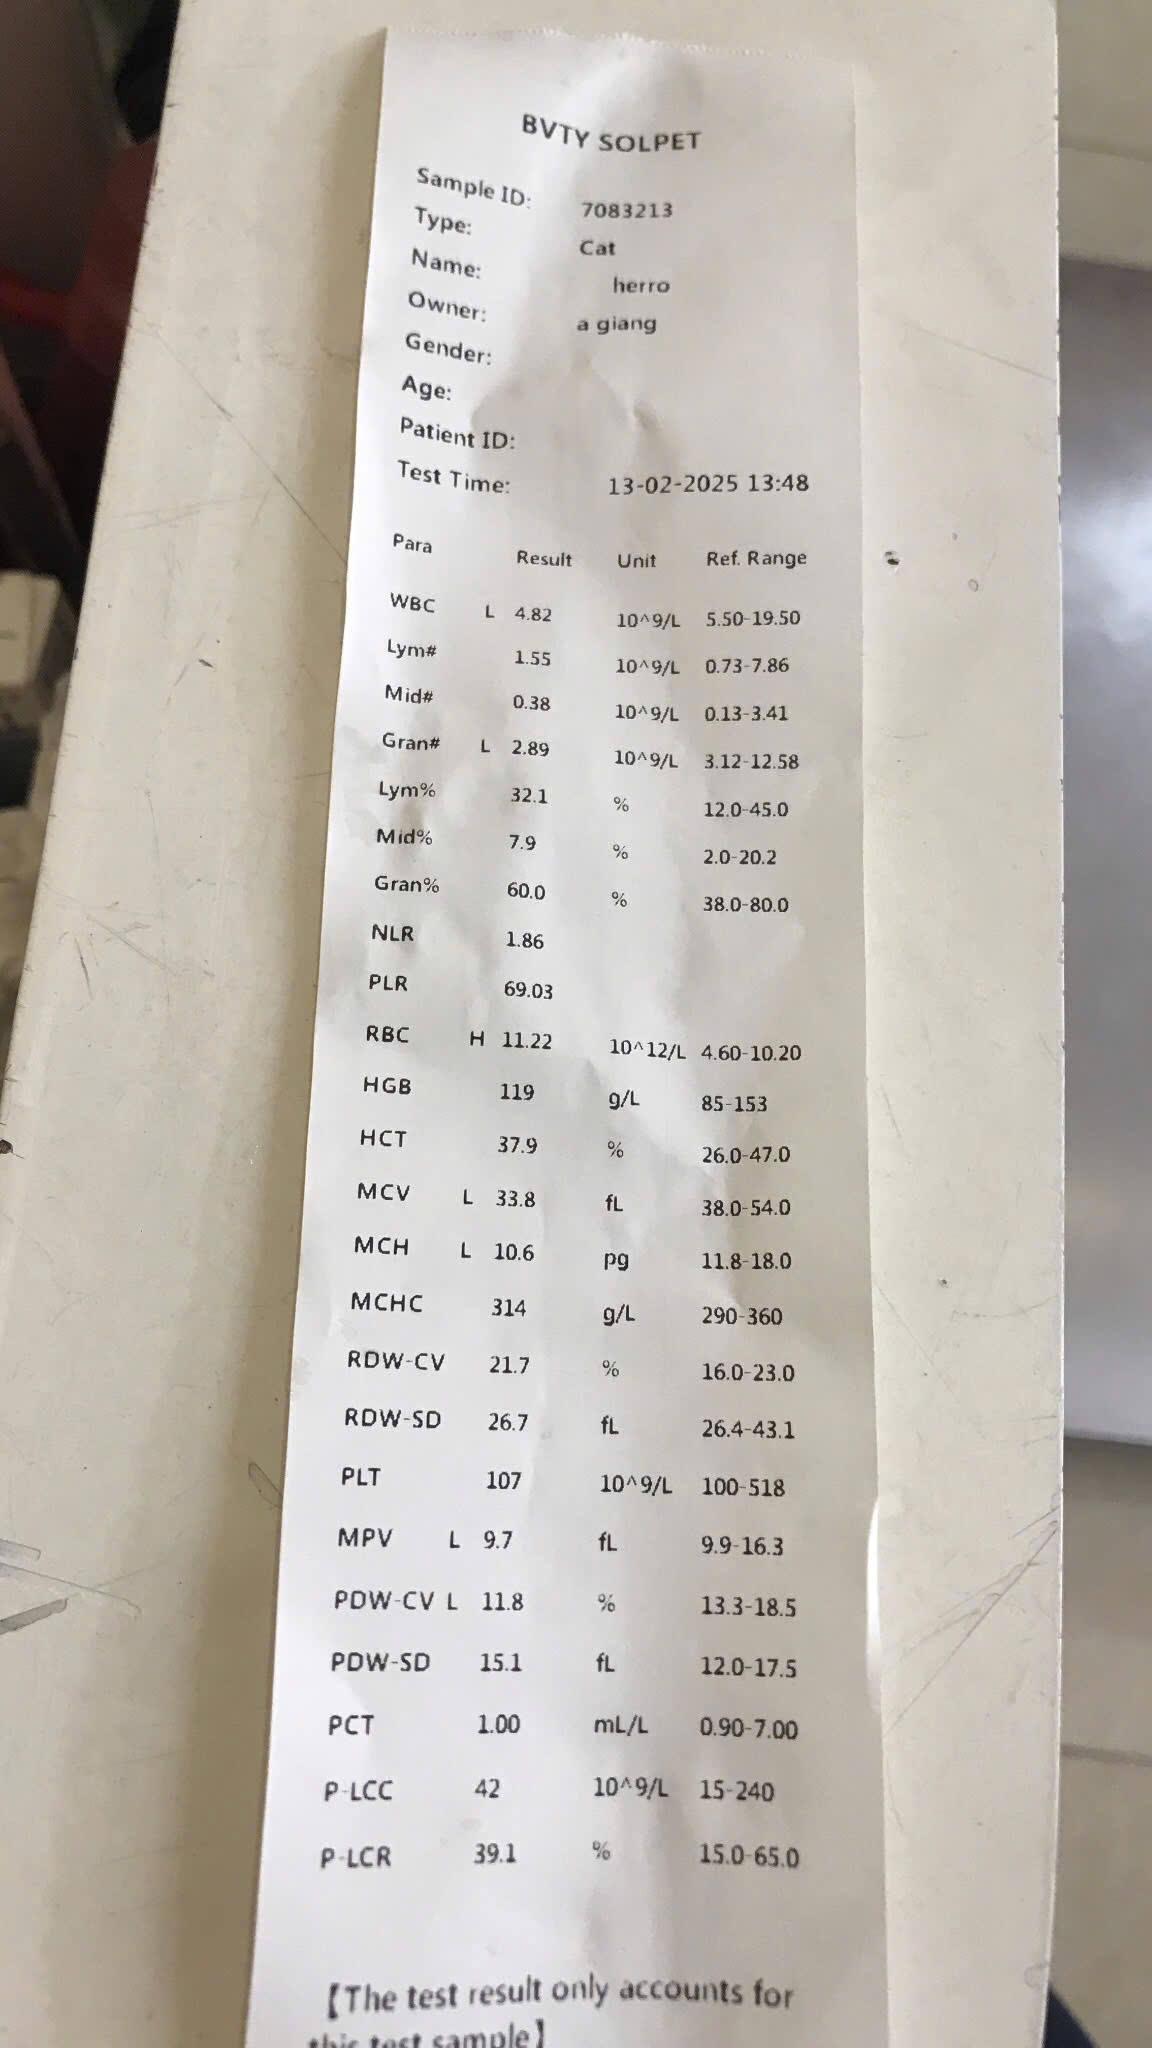 BVTY SOLPET
Sample ID: 7083213
Type: Cat
Name: herro
Owner: a giang
Gender:
Age:
Patient ID:
Test Time: 13-02-2025 13:48
Para Result Unit Ref. Range
WBC L 4.82 10^9/L 5.50-19.50
Lym# 1.55 10^9/L 0.73-7.86
Mid# 0.38 10^9/L 0.13-3.41
Gran# L 2.89 10^9/L 3.12-12.58
Lym% 32.1 % 12.0-45.0
Mid% 7.9 % 2.0-20.2
Gran% 60.0 % 38.0-80.0
NLR 1.86
PLR 69.03
RBC H 11.22 10^12/L 4.60-10.20
HGB 119 g/L 85-153
HCT 37.9 % 26.0-47.0
MCV L 33.8 fL 38.0-54.0
MCH L 10.6 pg 11.8-18.0
MCHC 314 g/L 290-360
RDW-CV 21.7 % 16.0-23.0
RDW-SD 26.7 fL 26.4-43.1
PLT 107 10^9/L 100-518
MPV L 9.7 fL 9.9-16.3
PDW-CV L 11.8 % 13.3-18.5
PDW-SD 15.1 fL 12.0-17.5
PCT 1.00 mL/L 0.90-7.00
P-LCC 42 10^9/L 15-240
P-LCR 39.1 % 15.0-65.0
【The test result only accounts for
this test sample】